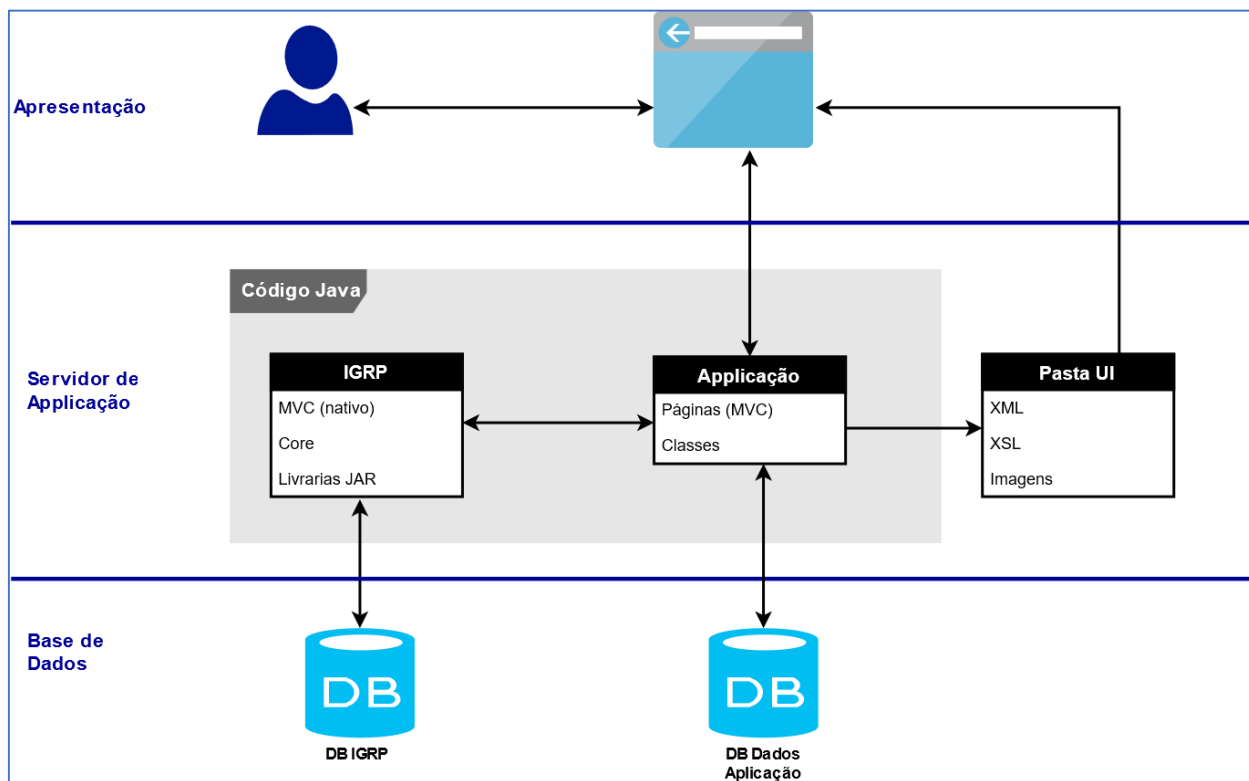 Apresentação
Código Java
Servidor de
Applicação
IGRP
MVC (nativo)
Core
Livrarias JAR
Applicação
Páginas (MVC)
Classes
Pasta UI
XML
XSL
Imagens
Base de
Dados
DB
DB IGRP
DB
DB Dados
Aplicação